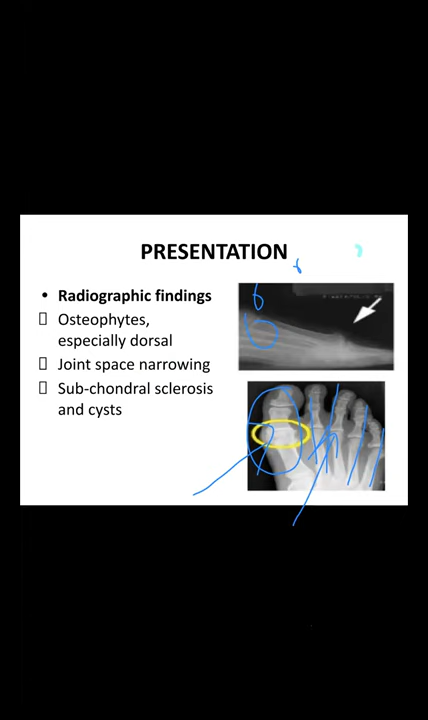 PRESENTATION
• Radiographic findings
Osteophytes,
especially dorsal
Joint space narrowing
Sub-chondral sclerosis
and cysts